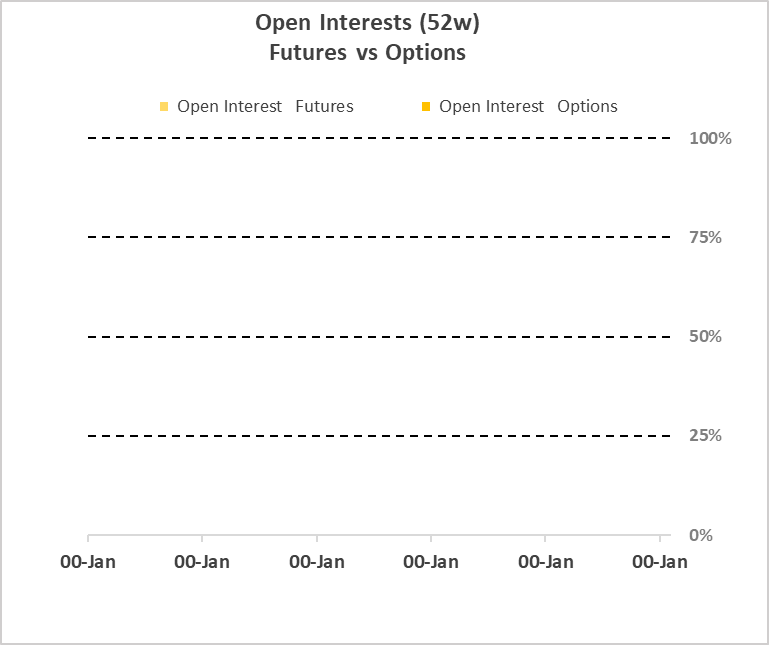 Open Interests (52w)
Futures vs Options
Open Interest Futures
Open Interest Options
100%
75%
50%
25%
0%
00-Jan 00-Jan 00-Jan 00-Jan 00-Jan 00-Jan